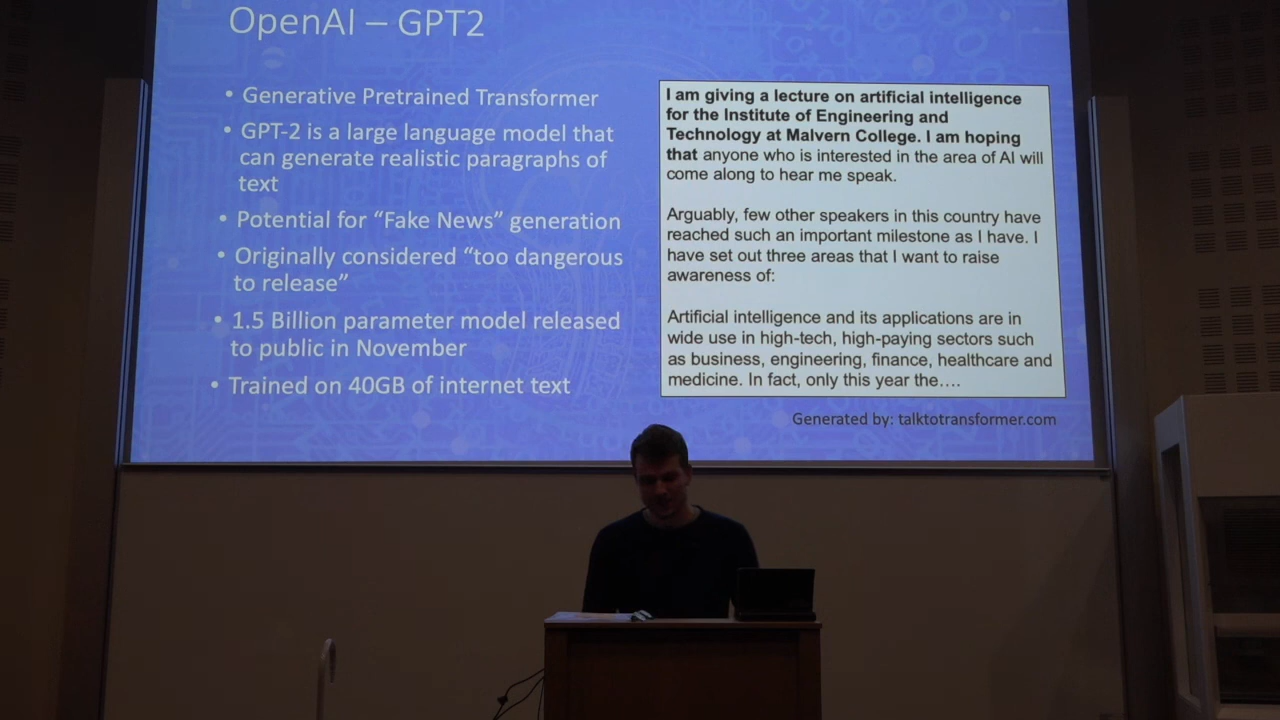 OpenAI – GPT2
• Generative Pretrained Transformer
• GPT-2 is a large language model that
can generate realistic paragraphs of
text
• Potential for “Fake News” generation
• Originally considered “too dangerous
to release”
• 1.5 Billion parameter model released
to public in November
• Trained on 40GB of internet text
I am giving a lecture on artificial intelligence
for the Institute of Engineering and
Technology at Malvern College. I am hoping
that anyone who is interested in the area of AI will
come along to hear me speak.
Arguably, few other speakers in this country have
reached such an important milestone as I have. I
have set out three areas that I want to raise
awareness of:
Artificial intelligence and its applications are in
wide use in high-tech, high-paying sectors such
as business, engineering, finance, healthcare and
medicine. In fact, only this year the….
Generated by: talktotransformer.com